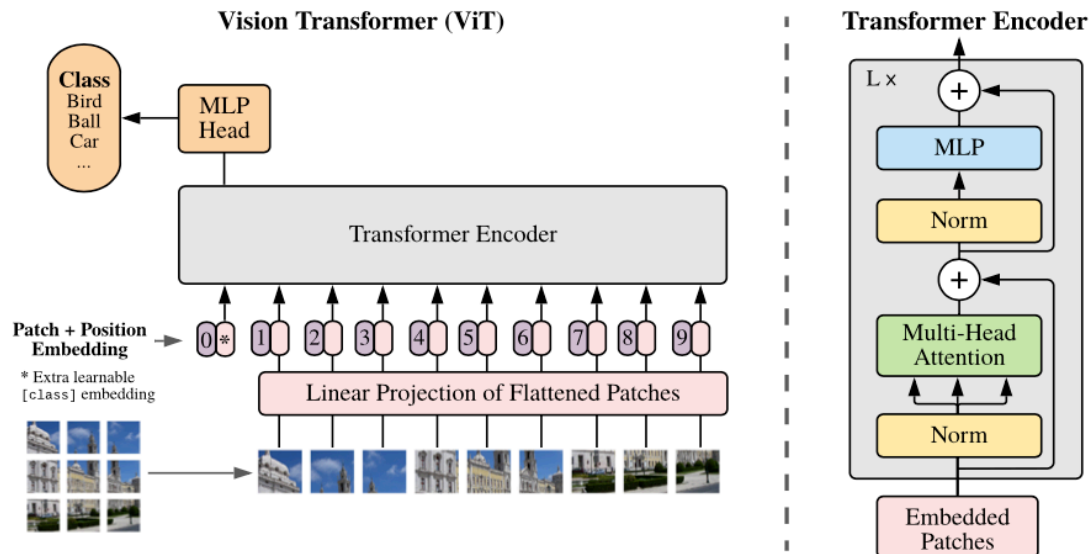 Vision Transformer (ViT)
Class
Bird
Ball
Car
...
MLP
Head
Transformer Encoder
Patch + Position
Embedding
* Extra learnable
[class] embedding
0 * 1 2 3 4 5 6 7 8 9
Linear Projection of Flattened Patches
Transformer Encoder
L ×
+
MLP
Norm
+
Multi-Head
Attention
Norm
Embedded
Patches